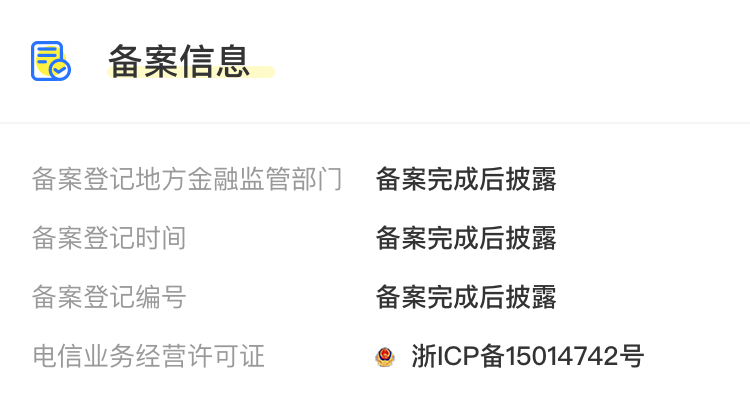 备案信息
备案登记地方金融监管部门 备案完成后披露
备案登记时间 备案完成后披露
备案登记编号 备案完成后披露
电信业务经营许可证 浙ICP备15014742号